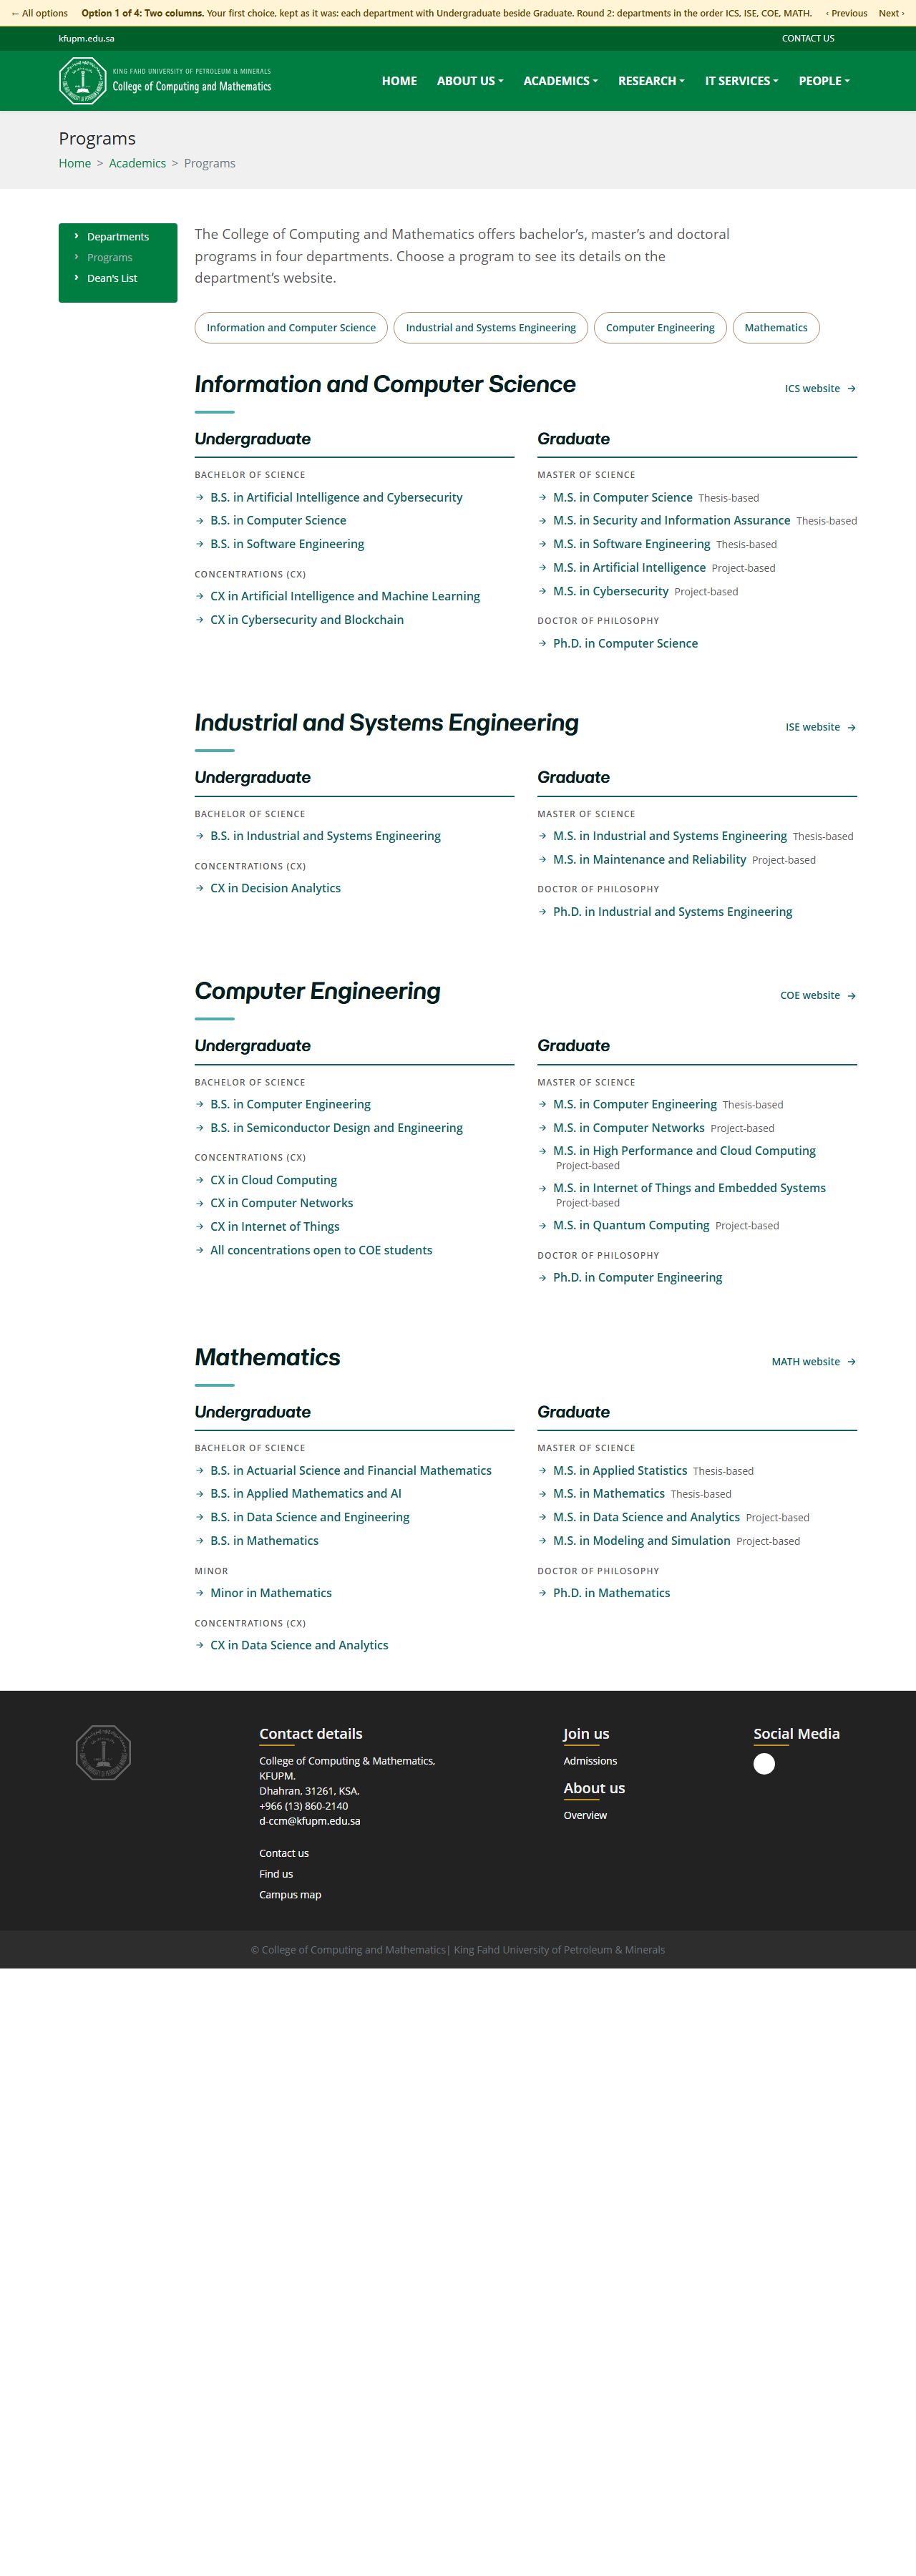 ← All options Option 1 of 4: Two columns. Your first choice, kept as it was: each department with Undergraduate beside Graduate. Round 2: departments in the order ICS, ISE, COE, MATH. ‹ Previous Next ›
kfupm.edu.sa CONTACT US
KING FAHD UNIVERSITY OF PETROLEUM & MINERALS
College of Computing and Mathematics
HOME ABOUT US ACADEMICS RESEARCH IT SERVICES PEOPLE
Programs
Home > Academics > Programs
Departments
Programs
Dean's List
The College of Computing and Mathematics offers bachelor’s, master’s and doctoral
programs in four departments. Choose a program to see its details on the
department’s website.
Information and Computer Science Industrial and Systems Engineering Computer Engineering Mathematics
Information and Computer Science
ICS website →
Undergraduate
BACHELOR OF SCIENCE
→ B.S. in Artificial Intelligence and Cybersecurity
→ B.S. in Computer Science
→ B.S. in Software Engineering
CONCENTRATIONS (CX)
→ CX in Artificial Intelligence and Machine Learning
→ CX in Cybersecurity and Blockchain
Graduate
MASTER OF SCIENCE
→ M.S. in Computer Science Thesis-based
→ M.S. in Security and Information Assurance Thesis-based
→ M.S. in Software Engineering Thesis-based
→ M.S. in Artificial Intelligence Project-based
→ M.S. in Cybersecurity Project-based
DOCTOR OF PHILOSOPHY
→ Ph.D. in Computer Science
Industrial and Systems Engineering
ISE website →
Undergraduate
BACHELOR OF SCIENCE
→ B.S. in Industrial and Systems Engineering
CONCENTRATIONS (CX)
→ CX in Decision Analytics
Graduate
MASTER OF SCIENCE
→ M.S. in Industrial and Systems Engineering Thesis-based
→ M.S. in Maintenance and Reliability Project-based
DOCTOR OF PHILOSOPHY
→ Ph.D. in Industrial and Systems Engineering
Computer Engineering
COE website →
Undergraduate
BACHELOR OF SCIENCE
→ B.S. in Computer Engineering
→ B.S. in Semiconductor Design and Engineering
CONCENTRATIONS (CX)
→ CX in Cloud Computing
→ CX in Computer Networks
→ CX in Internet of Things
→ All concentrations open to COE students
Graduate
MASTER OF SCIENCE
→ M.S. in Computer Engineering Thesis-based
→ M.S. in Computer Networks Project-based
→ M.S. in High Performance and Cloud Computing
Project-based
→ M.S. in Internet of Things and Embedded Systems
Project-based
→ M.S. in Quantum Computing Project-based
DOCTOR OF PHILOSOPHY
→ Ph.D. in Computer Engineering
Mathematics
MATH website →
Undergraduate
BACHELOR OF SCIENCE
→ B.S. in Actuarial Science and Financial Mathematics
→ B.S. in Applied Mathematics and AI
→ B.S. in Data Science and Engineering
→ B.S. in Mathematics
MINOR
→ Minor in Mathematics
CONCENTRATIONS (CX)
→ CX in Data Science and Analytics
Graduate
MASTER OF SCIENCE
→ M.S. in Applied Statistics Thesis-based
→ M.S. in Mathematics Thesis-based
→ M.S. in Data Science and Analytics Project-based
→ M.S. in Modeling and Simulation Project-based
DOCTOR OF PHILOSOPHY
→ Ph.D. in Mathematics
Contact details
College of Computing & Mathematics,
KFUPM.
Dhahran, 31261, KSA.
+966 (13) 860-2140
d-ccm@kfupm.edu.sa
Contact us
Find us
Campus map
Join us
Admissions
About us
Overview
Social Media
© College of Computing and Mathematics| King Fahd University of Petroleum & Minerals